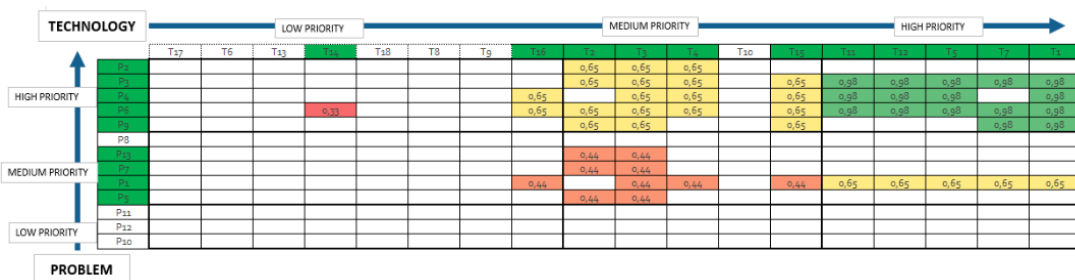 TECHNOLOGY LOW PRIORITY MEDIUM PRIORITY HIGH PRIORITY
T17 T6 T13 T14 T18 T8 T9 T16 T2 T3 T4 T10 T15 T11 T12 T5 T7 T1
P2 0,65 0,65 0,65
P3 0,65 0,65 0,65 0,65 0,98 0,98 0,98 0,98 0,98
HIGH PRIORITY
P4 0,65 0,65 0,65 0,65 0,98 0,98 0,98 0,98
P6 0,33 0,65 0,65 0,65 0,65 0,65 0,98 0,98 0,98 0,98 0,98
P9 0,65 0,65 0,65 0,98 0,98
P8
P13 0,44 0,44
P7 0,44 0,44
MEDIUM PRIORITY
P1 0,44 0,44 0,44 0,44 0,65 0,65 0,65 0,65 0,65
P5 0,44 0,44
P11
P12
LOW PRIORITY
P10
PROBLEM